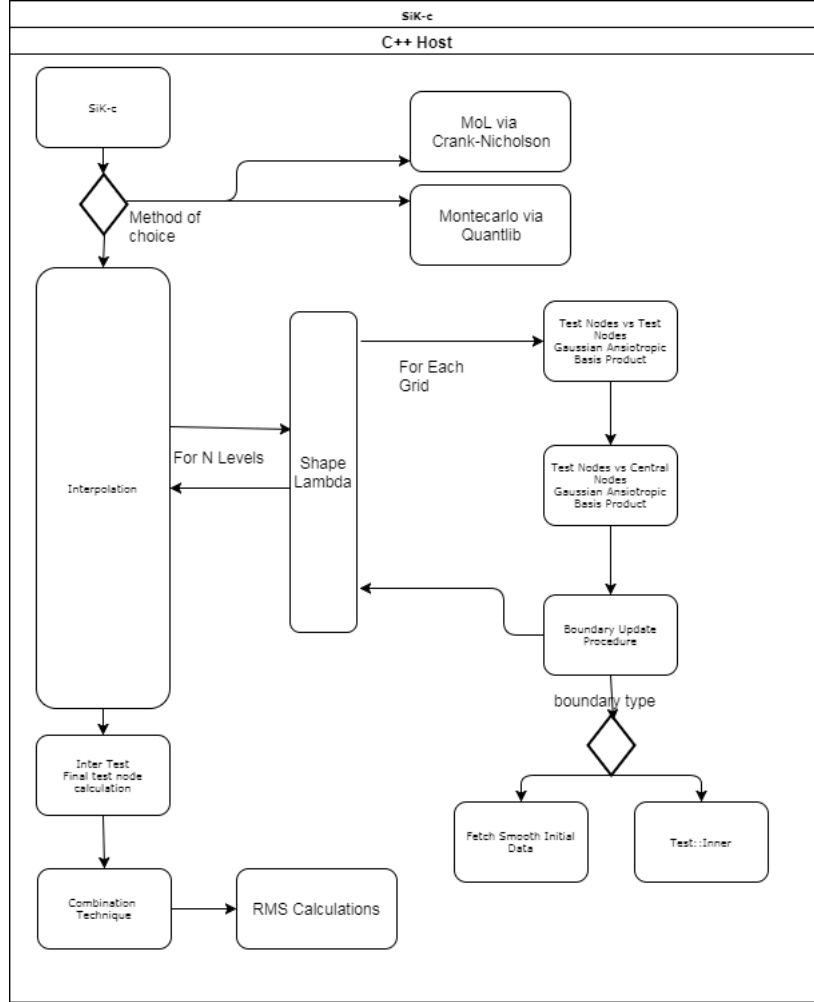 SiK-c
C++ Host
SiK-c
MoL via
Crank-Nicholson
Method of
choice
Montecarlo via
Quantlib
Test Nodes vs Test
Nodes
Gaussian Ansiotropic
Basis Product
For Each
Grid
For N Levels
Shape
Lambda
Interpolation
Test Nodes vs Central
Nodes
Gaussian Ansiotropic
Basis Product
Boundary Update
Procedure
boundary type
Inter Test
Final test node
calculation
Fetch Smooth Initial
Data
Test::Inner
Combination
Technique
RMS Calculations